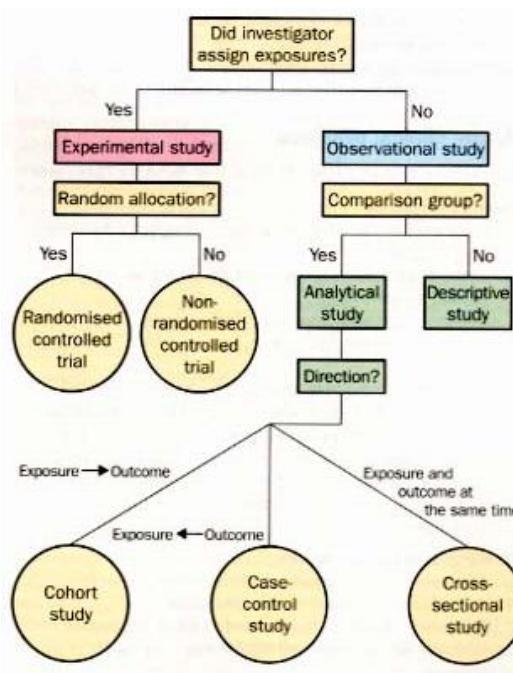 Did investigator
assign exposures?
Yes
No
Experimental study
Observational study
Random allocation?
Comparison group?
Yes
No
Yes
No
Randomised
controlled
trial
Non-
randomised
controlled
trial
Analytical
study
Descriptive
study
Direction?
Exposure → Outcome
Exposure and
outcome at
the same time
Exposure ← Outcome
Cohort
study
Case-
control
study
Cross-
sectional
study